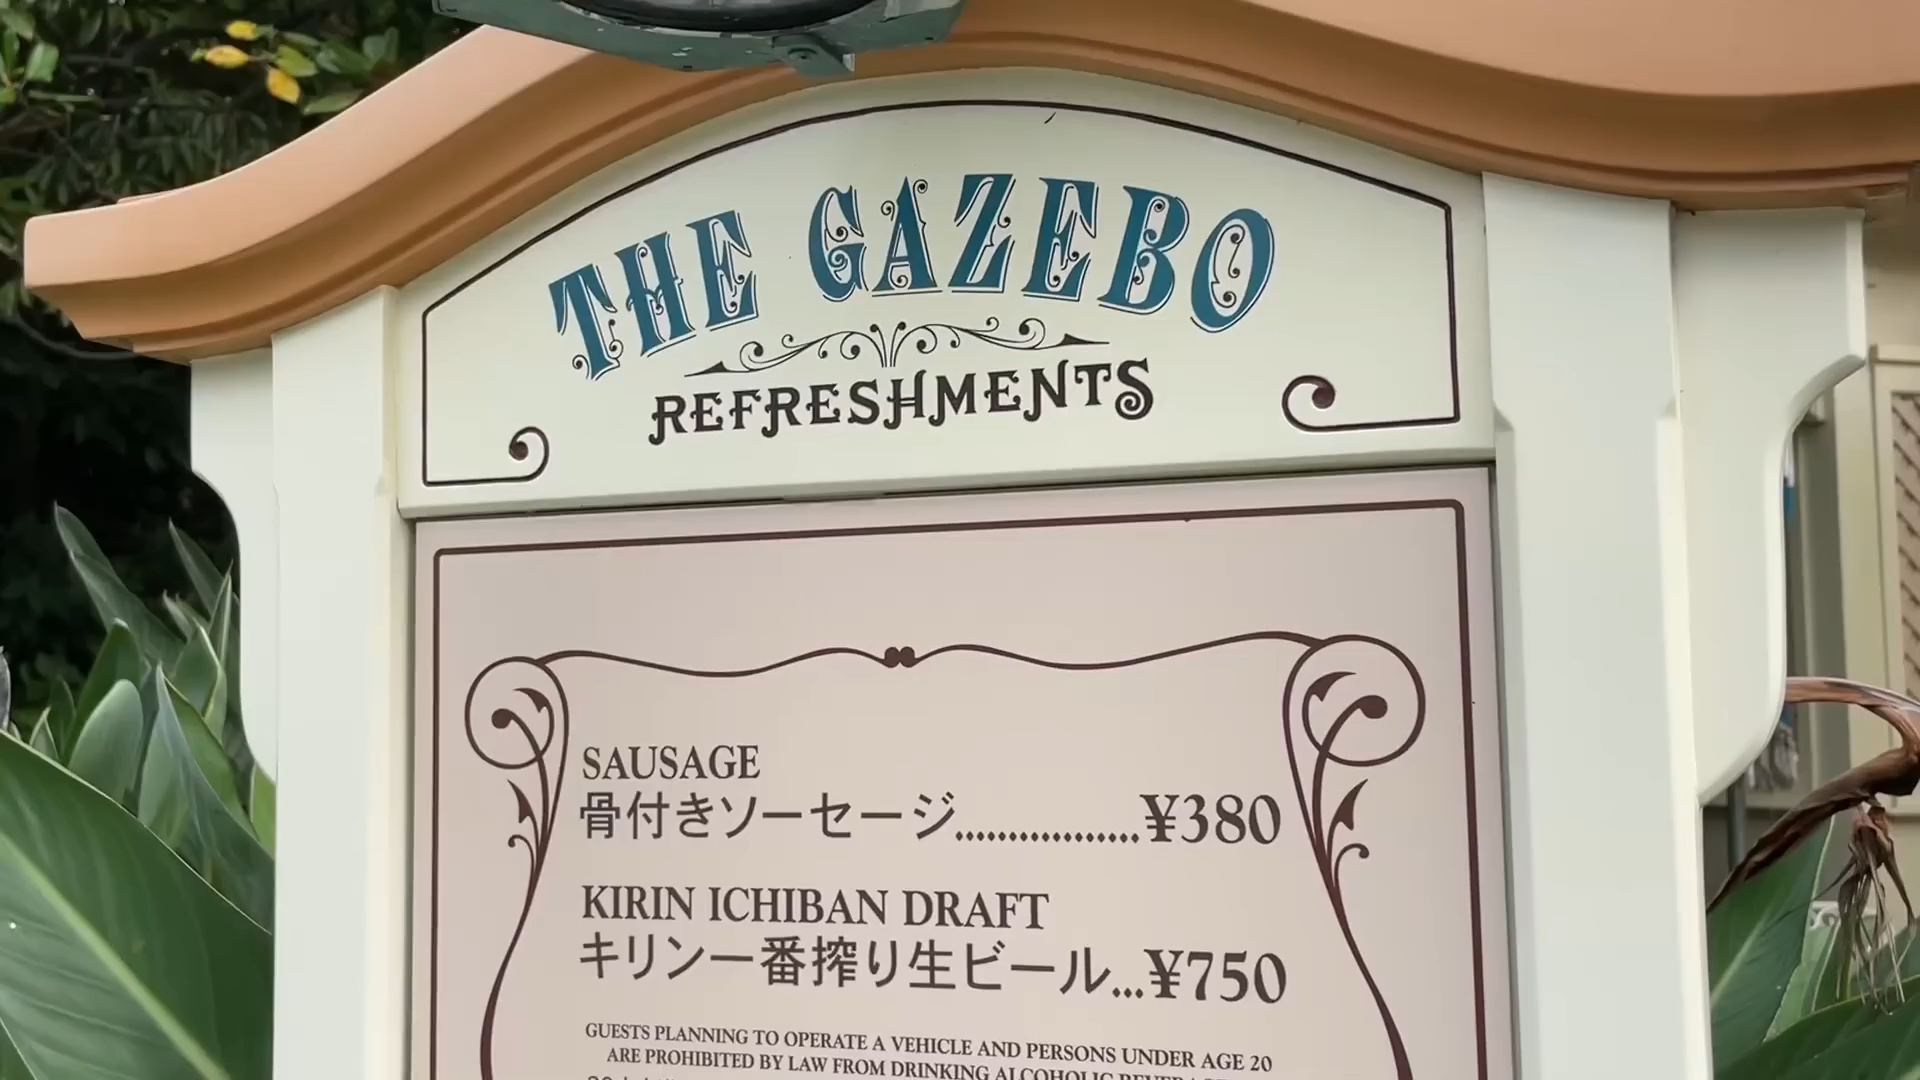 THE GAZEBO
REFRESHMENTS
SAUSAGE
骨付きソーセージ.................¥380
KIRIN ICHIBAN DRAFT
キリン一番搾り生ビール...¥750
GUESTS PLANNING TO OPERATE A VEHICLE AND PERSONS UNDER AGE 20
ARE PROHIBITED BY LAW FROM DRINKING ALCOHOLIC